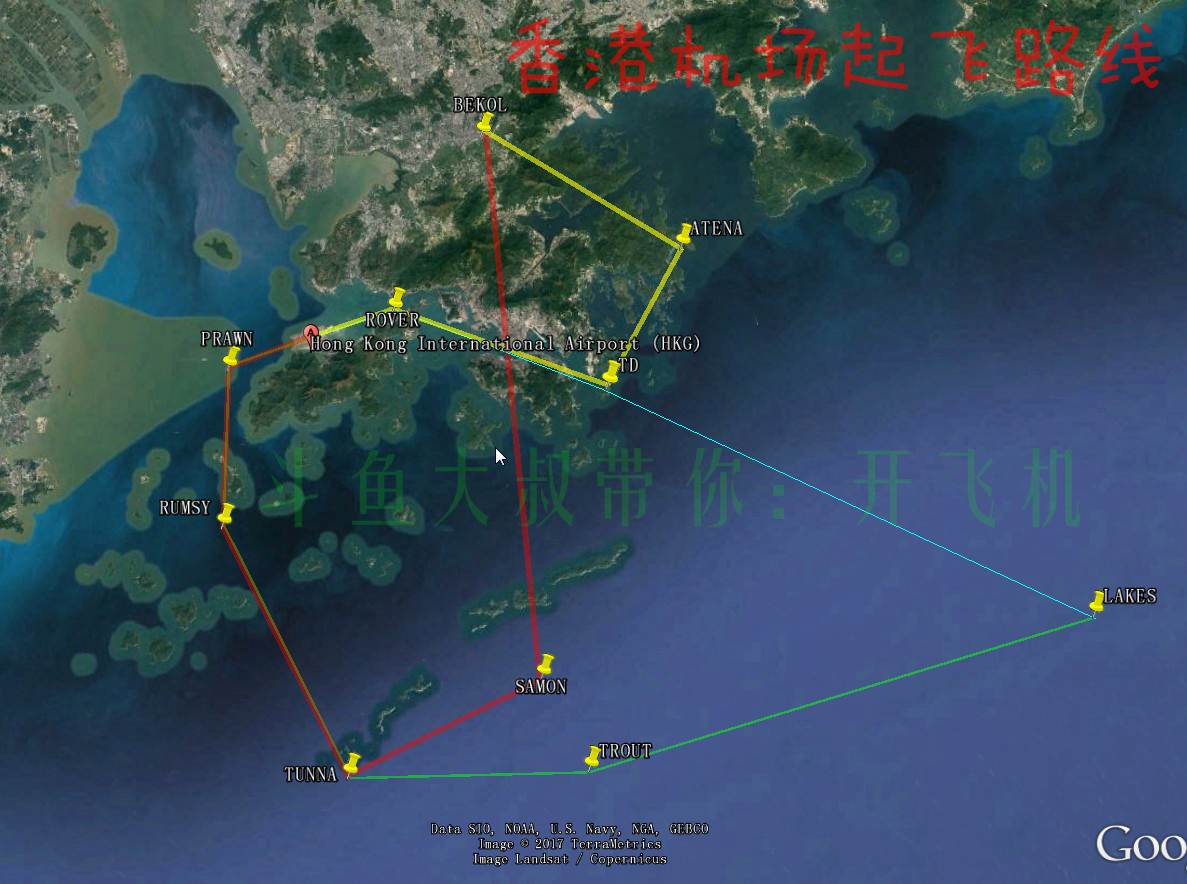 香港机场起飞路线
BEKOL
ATENA
ROVER
PRAWN
A
Hong Kong International Airport (HKG)
TD
斗鱼大叔带你：开飞机
RUMSY
LAKES
SAMON
TROUT
TUNNA
Data SIO, NOAA, U.S. Navy, NGA, GEBCO
Image © 2017 TerraMetrics
Image Landsat / Copernicus
Goo